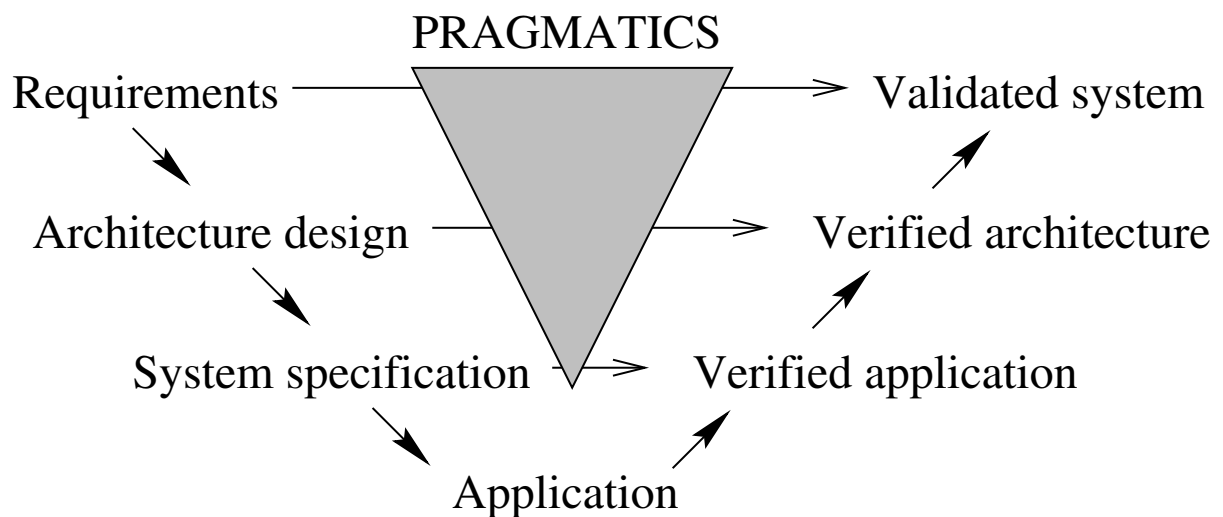 PRAGMATICS
Requirements
Validated system
Architecture design
Verified architecture
System specification
Verified application
Application